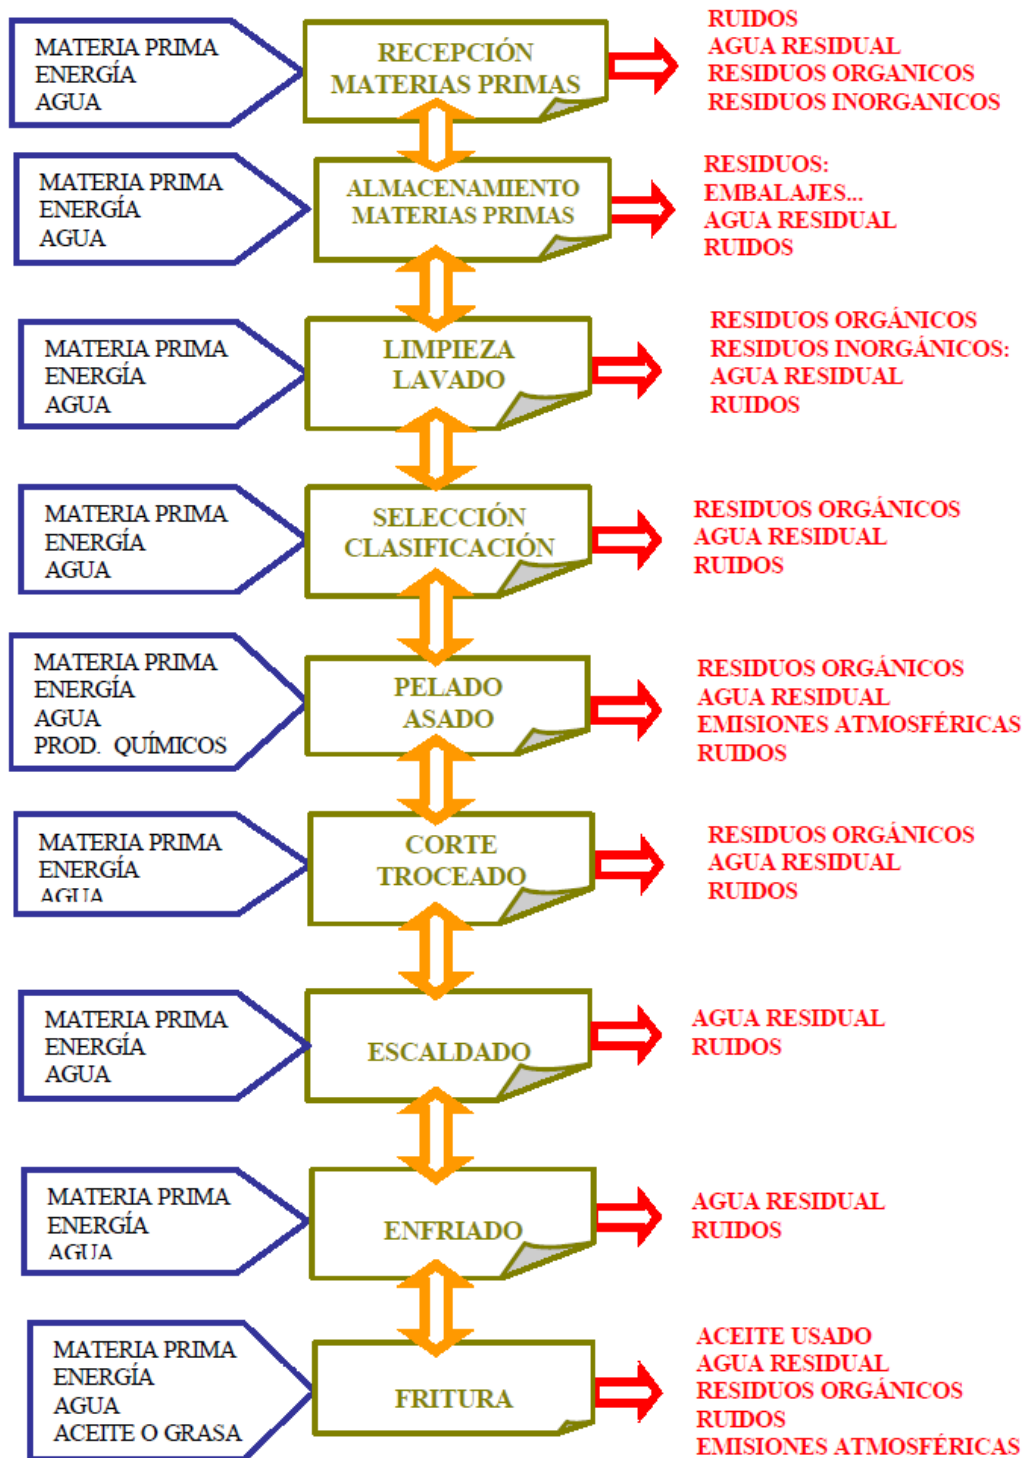 MATERIA PRIMA
ENERGÍA
AGUA
RECEPCIÓN
MATERIAS PRIMAS
RUIDOS
AGUA RESIDUAL
RESIDUOS ORGANICOS
RESIDUOS INORGANICOS
MATERIA PRIMA
ENERGÍA
AGUA
ALMACENAMIENTO
MATERIAS PRIMAS
RESIDUOS:
EMBALAJES...
AGUA RESIDUAL
RUIDOS
MATERIA PRIMA
ENERGÍA
AGUA
LIMPIEZA
LAVADO
RESIDUOS ORGÁNICOS
RESIDUOS INORGÁNICOS:
AGUA RESIDUAL
RUIDOS
MATERIA PRIMA
ENERGÍA
AGUA
SELECCIÓN
CLASIFICACIÓN
RESIDUOS ORGÁNICOS
AGUA RESIDUAL
RUIDOS
MATERIA PRIMA
ENERGÍA
AGUA
PROD. QUÍMICOS
PELADO
ASADO
RESIDUOS ORGÁNICOS
AGUA RESIDUAL
EMISIONES ATMOSFÉRICAS
RUIDOS
MATERIA PRIMA
ENERGÍA
AGUA
CORTE
TROCEADO
RESIDUOS ORGÁNICOS
AGUA RESIDUAL
RUIDOS
MATERIA PRIMA
ENERGÍA
AGUA
ESCALDADO
AGUA RESIDUAL
RUIDOS
MATERIA PRIMA
ENERGÍA
AGUA
ENFRIADO
AGUA RESIDUAL
RUIDOS
MATERIA PRIMA
ENERGÍA
AGUA
ACEITE O GRASA
FRITURA
ACEITE USADO
AGUA RESIDUAL
RESIDUOS ORGÁNICOS
RUIDOS
EMISIONES ATMOSFÉRICAS